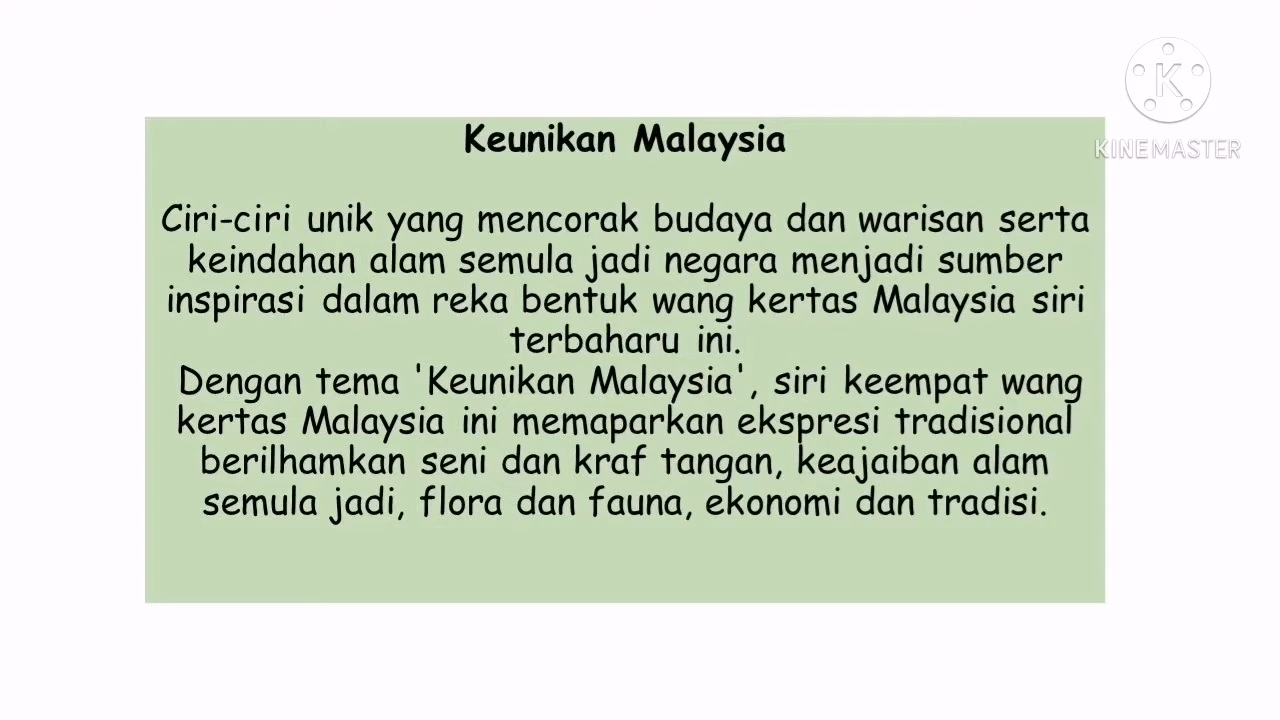 Keunikan Malaysia
Ciri-ciri unik yang mencorak budaya dan warisan serta
keindahan alam semula jadi negara menjadi sumber
inspirasi dalam reka bentuk wang kertas Malaysia siri
terbaharu ini.
Dengan tema 'Keunikan Malaysia', siri keempat wang
kertas Malaysia ini memaparkan ekspresi tradisional
berilhamkan seni dan kraf tangan, keajaiban alam
semula jadi, flora dan fauna, ekonomi dan tradisi.
K
KINEMASTER